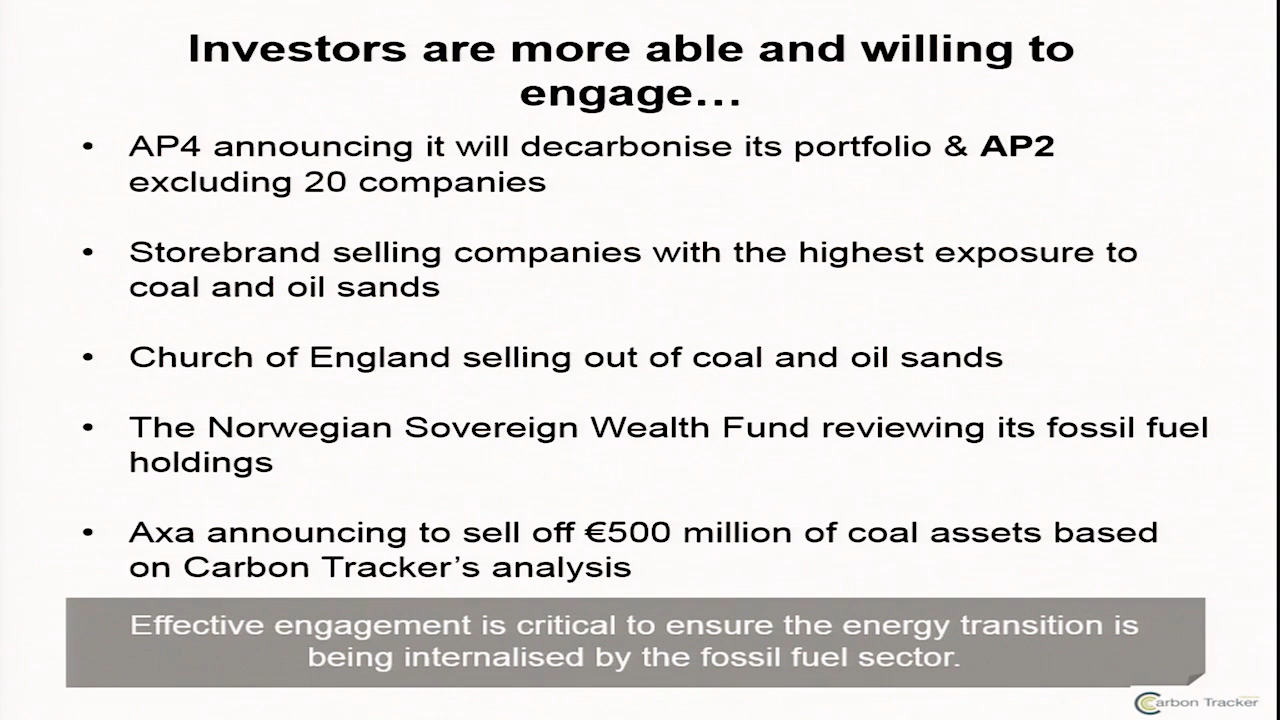 Investors are more able and willing to
engage…
• AP4 announcing it will decarbonise its portfolio & AP2
excluding 20 companies
• Storebrand selling companies with the highest exposure to
coal and oil sands
• Church of England selling out of coal and oil sands
• The Norwegian Sovereign Wealth Fund reviewing its fossil fuel
holdings
• Axa announcing to sell off €500 million of coal assets based
on Carbon Tracker’s analysis
Effective engagement is critical to ensure the energy transition is
being internalised by the fossil fuel sector.
Carbon Tracker